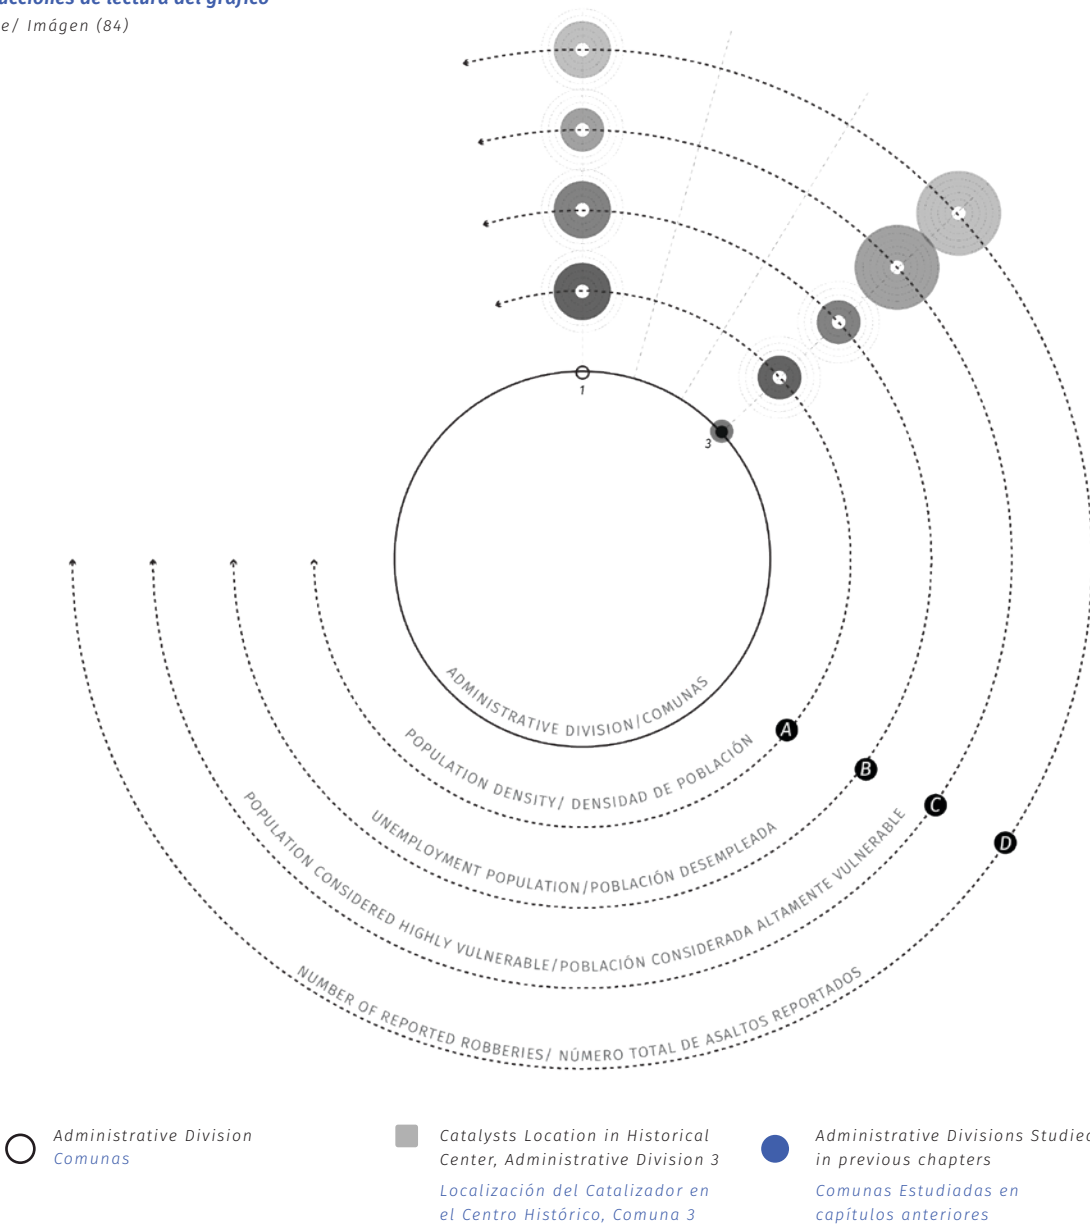 ucciones de lectura del gráfico
e/ Imágen (84)
1
3
ADMINISTRATIVE DIVISION/COMUNAS
A
POPULATION DENSITY/ DENSIDAD DE POBLACIÓN
B
UNEMPLOYMENT POPULATION/POBLACIÓN DESEMPLEADA
C
POPULATION CONSIDERED HIGHLY VULNERABLE/POBLACIÓN CONSIDERADA ALTAMENTE VULNERABLE
D
NUMBER OF REPORTED ROBBERIES/ NÚMERO TOTAL DE ASALTOS REPORTADOS
Administrative Division
Comunas
Catalysts Location in Historical
Center, Administrative Division 3
Localización del Catalizador en
el Centro Histórico, Comuna 3
Administrative Divisions Studied
in previous chapters
Comunas Estudiadas en
capítulos anteriores